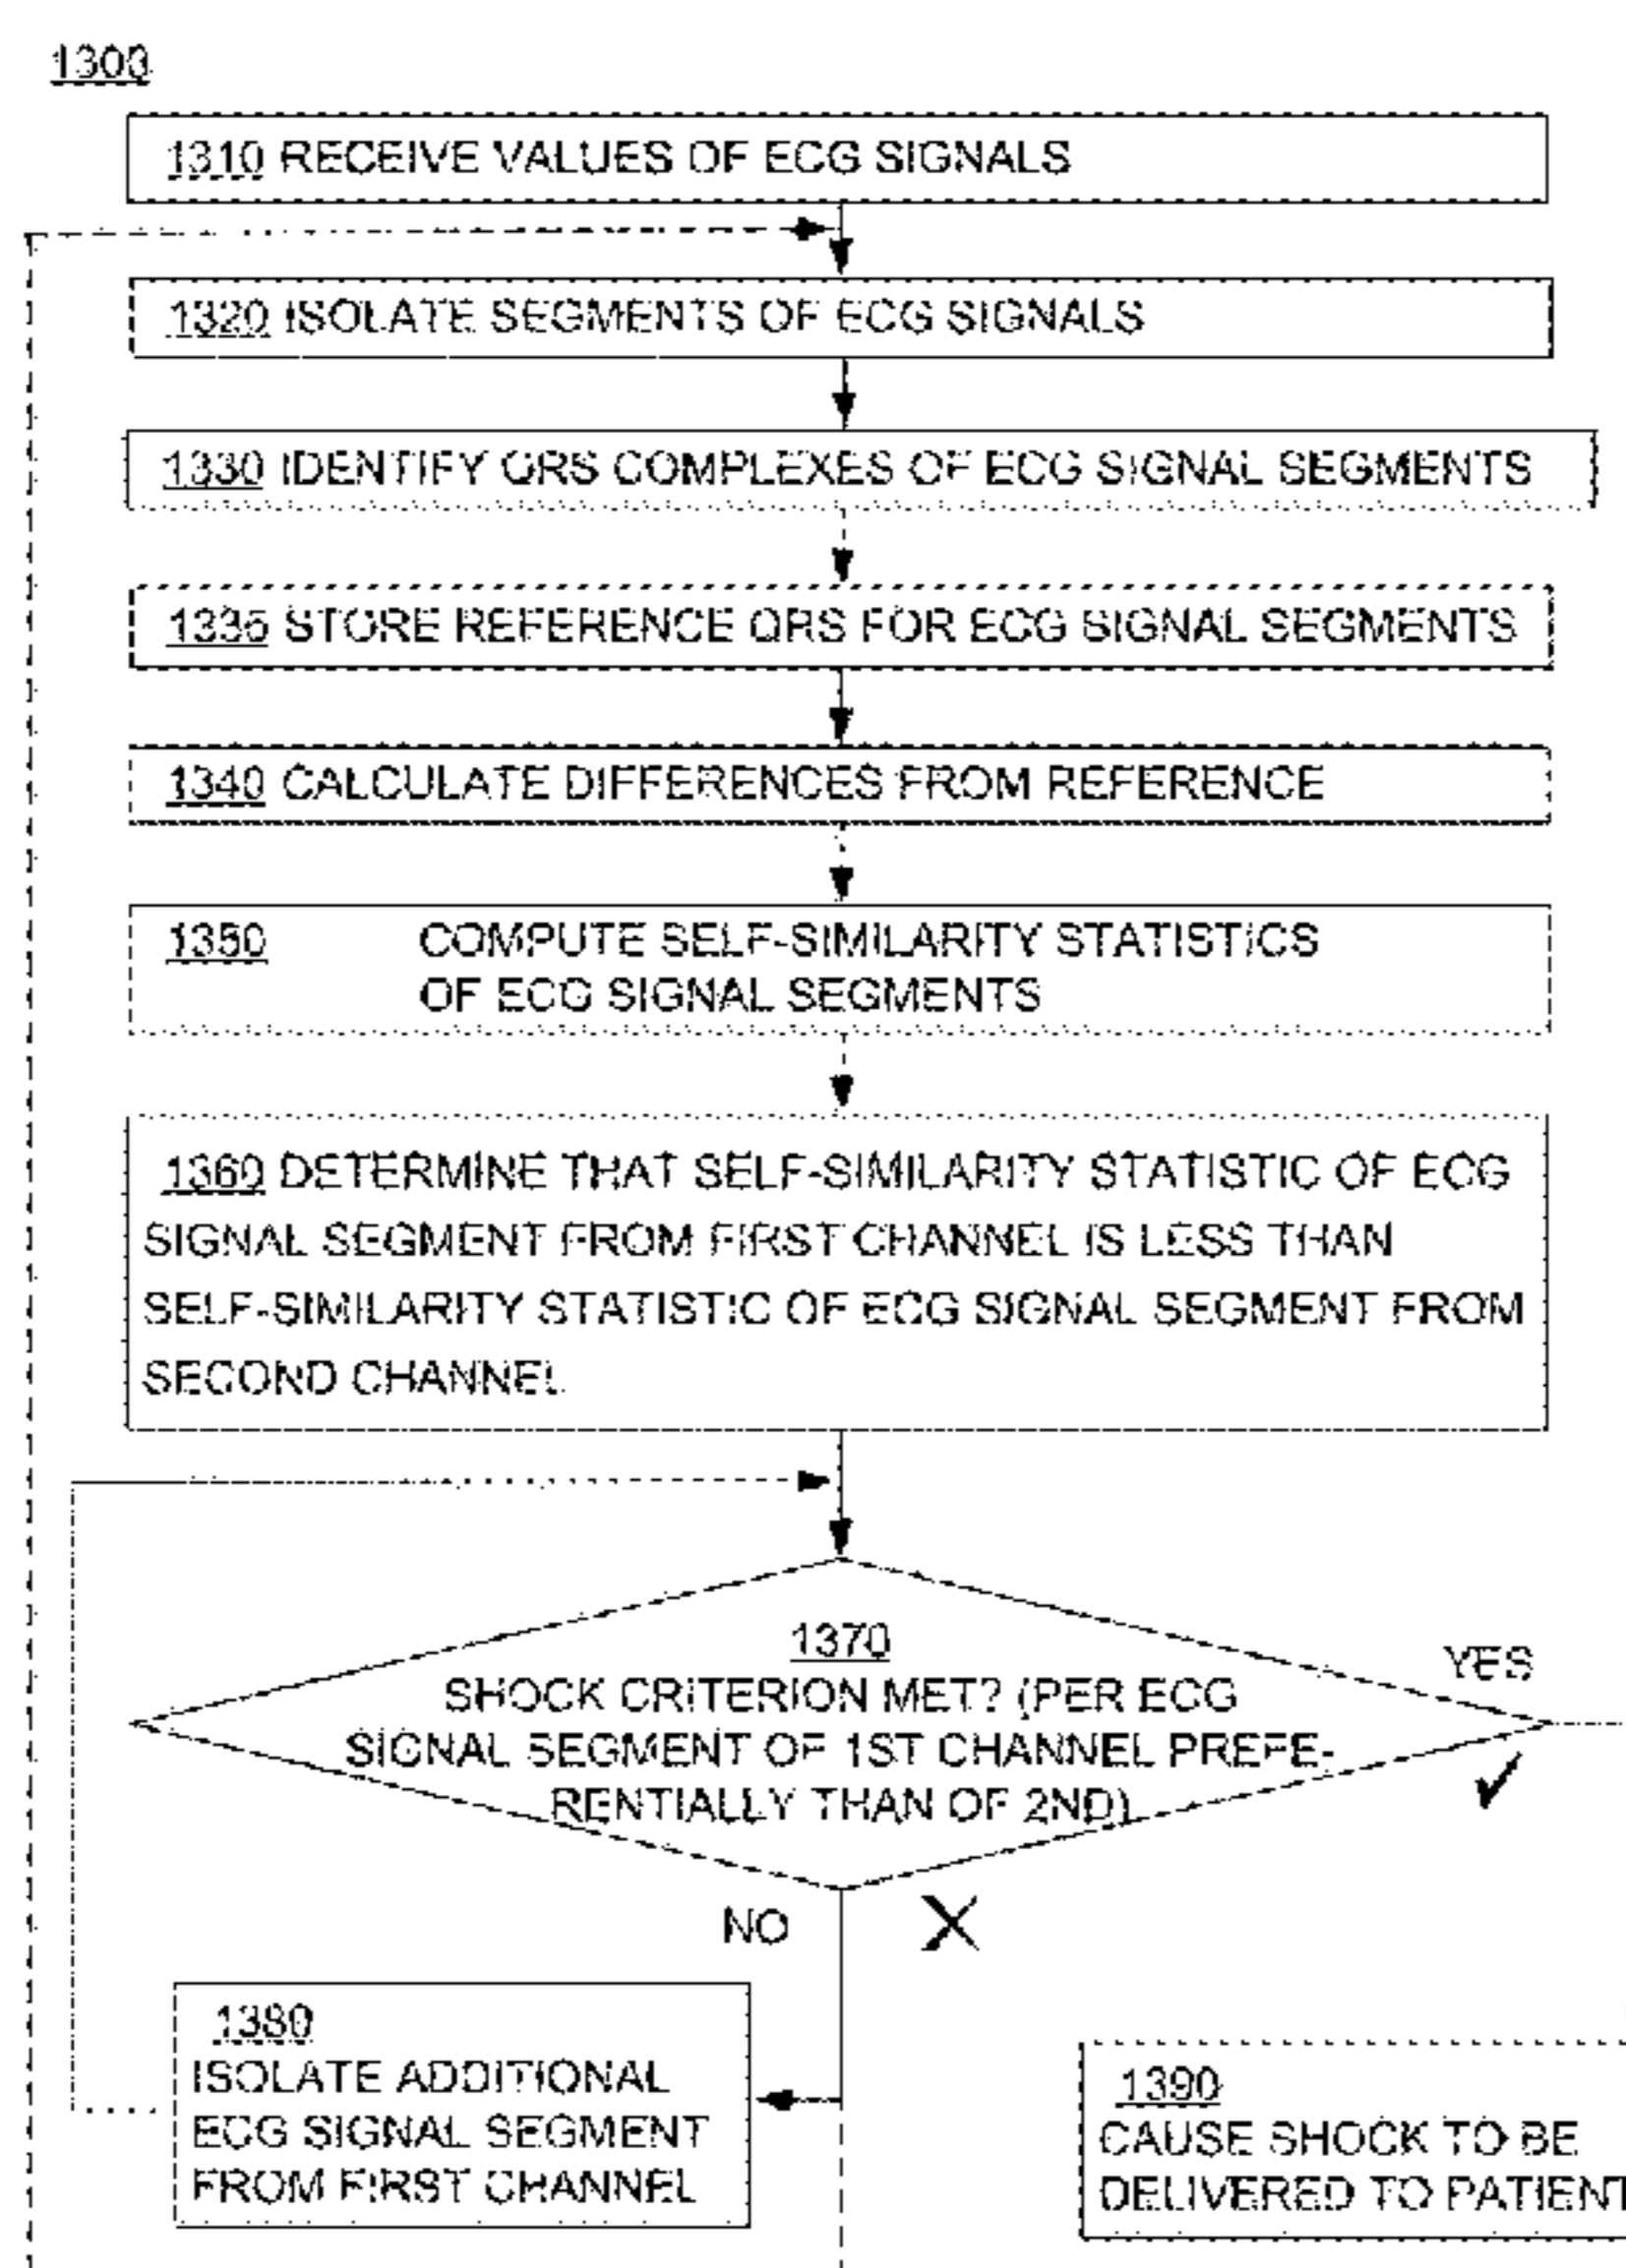 1300
1310 RECEIVE VALUES OF ECG SIGNALS
1320 ISOLATE SEGMENTS OF ECG SIGNALS
1330 IDENTIFY QRS COMPLEXES OF ECG SIGNAL SEGMENTS
1335 STORE REFERENCE QRS FOR ECG SIGNAL SEGMENTS
1340 CALCULATE DIFFERENCES FROM REFERENCE
1350 COMPUTE SELF-SIMILARITY STATISTICS
OF ECG SIGNAL SEGMENTS
1360 DETERMINE THAT SELF-SIMILARITY STATISTIC OF ECG
SIGNAL SEGMENT FROM FIRST CHANNEL IS LESS THAN
SELF-SIMILARITY STATISTIC OF ECG SIGNAL SEGMENT FROM
SECOND CHANNEL
1370
SHOCK CRITERION MET? (PER ECG
SIGNAL SEGMENT OF 1ST CHANNEL PREFE-
RENTIALLY THAN OF 2ND)
YES
NO
1380
ISOLATE ADDITIONAL
ECG SIGNAL SEGMENT
FROM FIRST CHANNEL
1390
CAUSE SHOCK TO BE
DELIVERED TO PATIENT